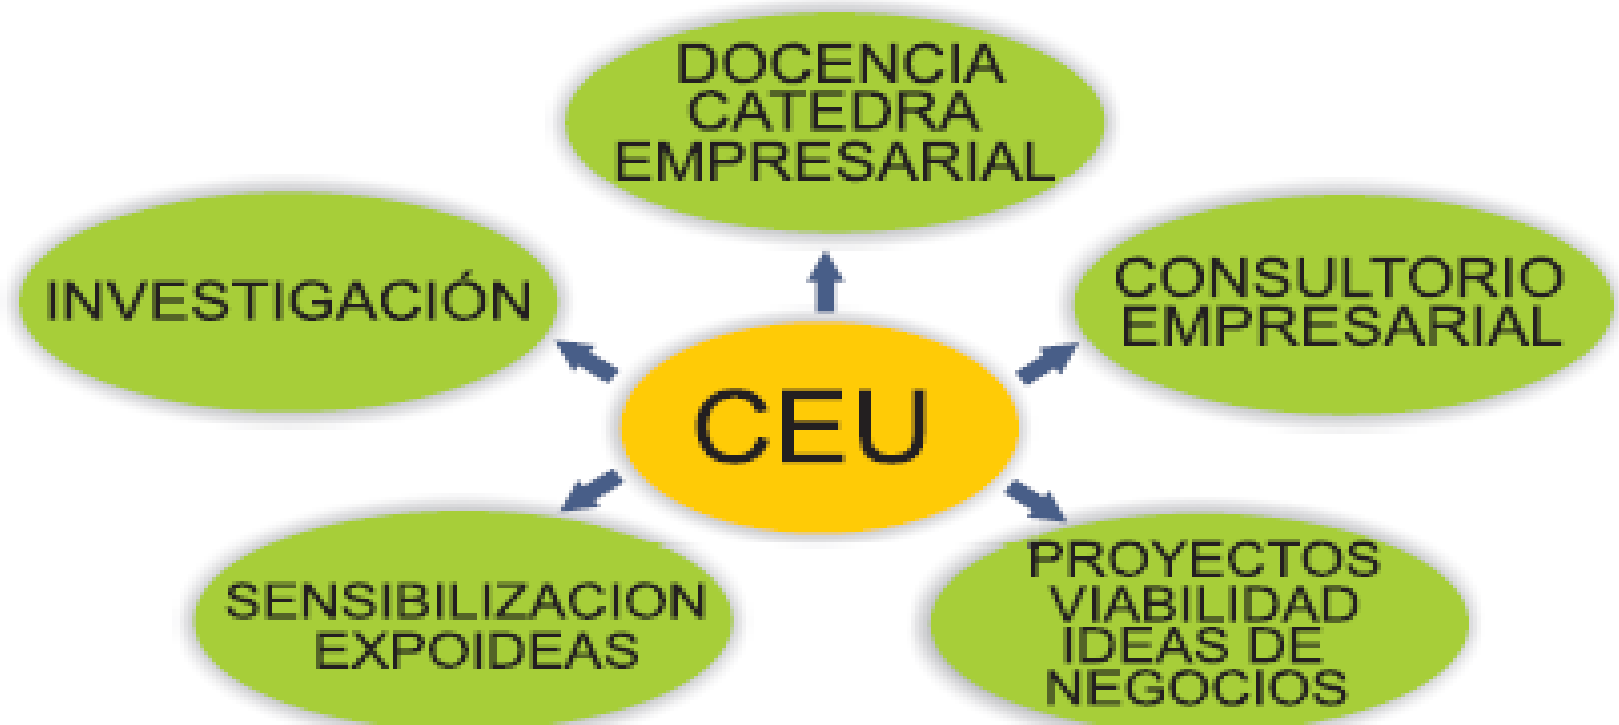 DOCENCIA
CATEDRA
EMPRESARIAL
INVESTIGACIÓN
CONSULTORIO
EMPRESARIAL
CEU
SENSIBILIZACION
EXPOIDEAS
PROYECTOS
VIABILIDAD
IDEAS DE
NEGOCIOS